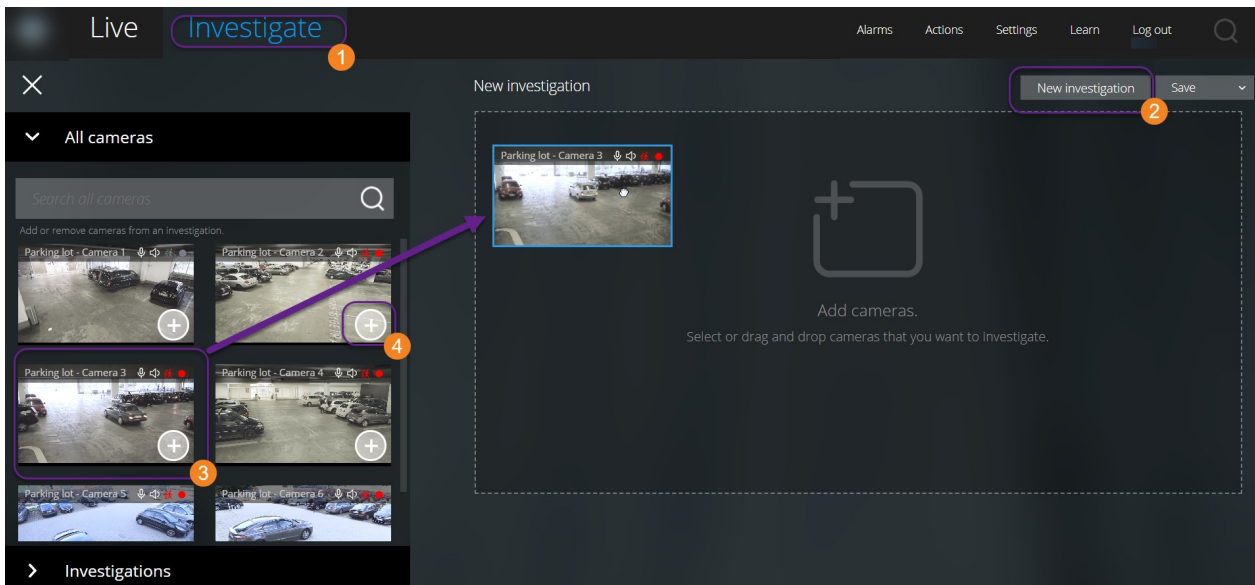 Live Investigate Alarms Actions Settings Learn Log out
1
New investigation New investigation Save
2
All cameras
Search all cameras
Add or remove cameras from an investigation.
Parking lot - Camera 1 Parking lot - Camera 2
4
Parking lot - Camera 3 Parking lot - Camera 4
3
Parking lot - Camera 5 Parking lot - Camera 6
Investigations
Parking lot - Camera 3
Add cameras.
Select or drag and drop cameras that you want to investigate.